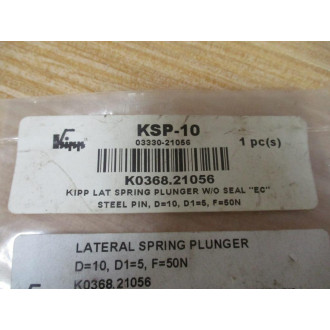 Kipp
KSP-10
03330-21056
1 pc(s)
K0368.21056
KIPP LAT SPRING PLUNGER W/O SEAL "EC"
STEEL PIN, D=10, D1=5, F=50N
LATERAL SPRING PLUNGER
D=10, D1=5, F=50N
K0368.21056